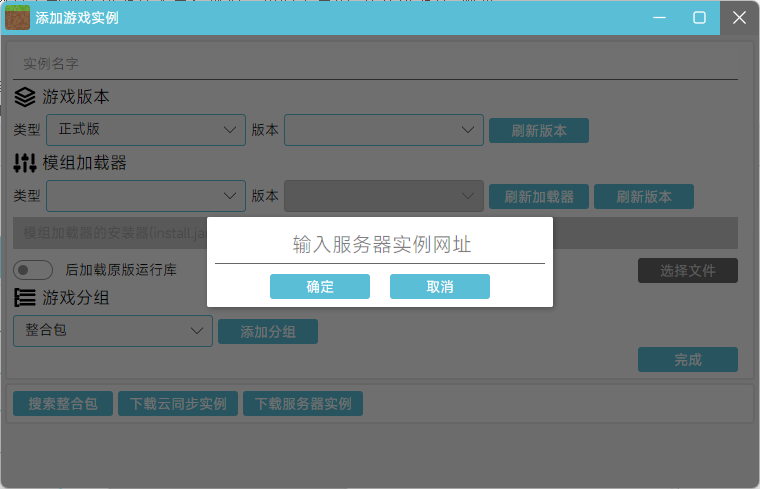 添加游戏实例
实例名字
游戏版本
类型 正式版 版本 刷新版本
模组加载器
类型 版本 刷新加载器 刷新版本
模组加载器的安装器(install.ja
输入服务器实例网址
确定 取消
后加载原版运行库 选择文件
游戏分组
整合包 添加分组
完成
搜索整合包 下载云同步实例 下载服务器实例